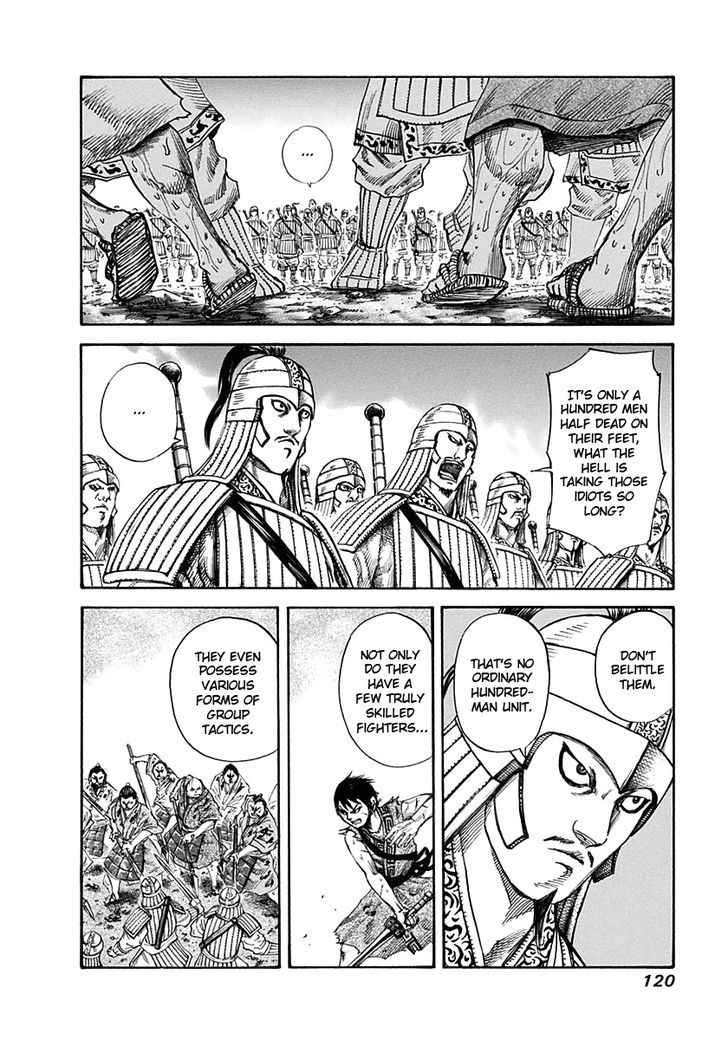 ...
IT'S ONLY A
HUNDRED MEN
HALF DEAD ON
THEIR FEET,
WHAT THE
HELL IS
TAKING THOSE
IDIOTS SO
LONG?
...
DON'T
BELITTLE
THEM.
THAT'S NO
ORDINARY
HUNDRED-
MAN UNIT.
NOT ONLY
DO THEY
HAVE A
FEW TRULY
SKILLED
FIGHTERS...
THEY EVEN
POSSESS
VARIOUS
FORMS OF
GROUP
TACTICS.
120